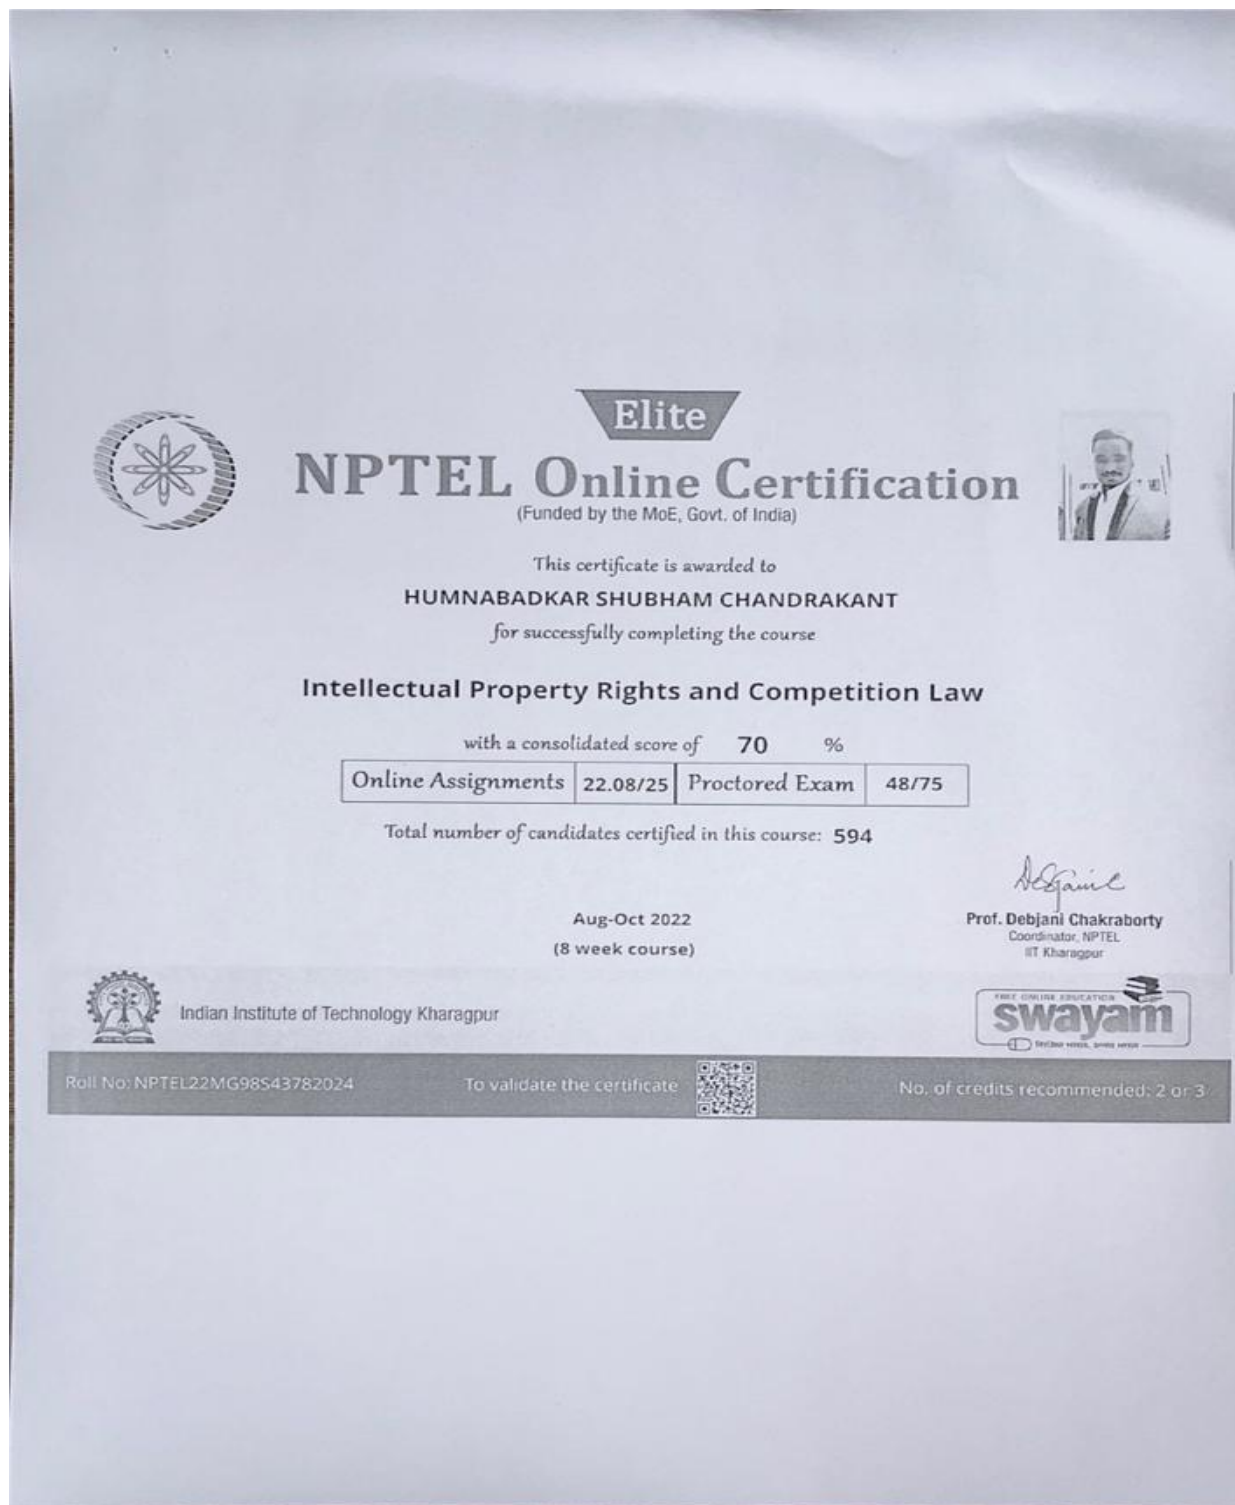 Elite
NPTEL Online Certification
(Funded by the MoE, Govt. of India)
This certificate is awarded to
HUMNABADKAR SHUBHAM CHANDRAKANT
for successfully completing the course
Intellectual Property Rights and Competition Law
with a consolidated score of 70 %
Online Assignments 22.08/25 Proctored Exam 48/75
Total number of candidates certified in this course: 594
Aug-Oct 2022
(8 week course)
Prof. Debjani Chakraborty
Coordinator, NPTEL
IIT Kharagpur
Indian Institute of Technology Kharagpur
FREE ONLINE EDUCATION
swayam
Roll No: NPTEL22MG98S43782024 To validate the certificate No. of credits recommended: 2 or 3